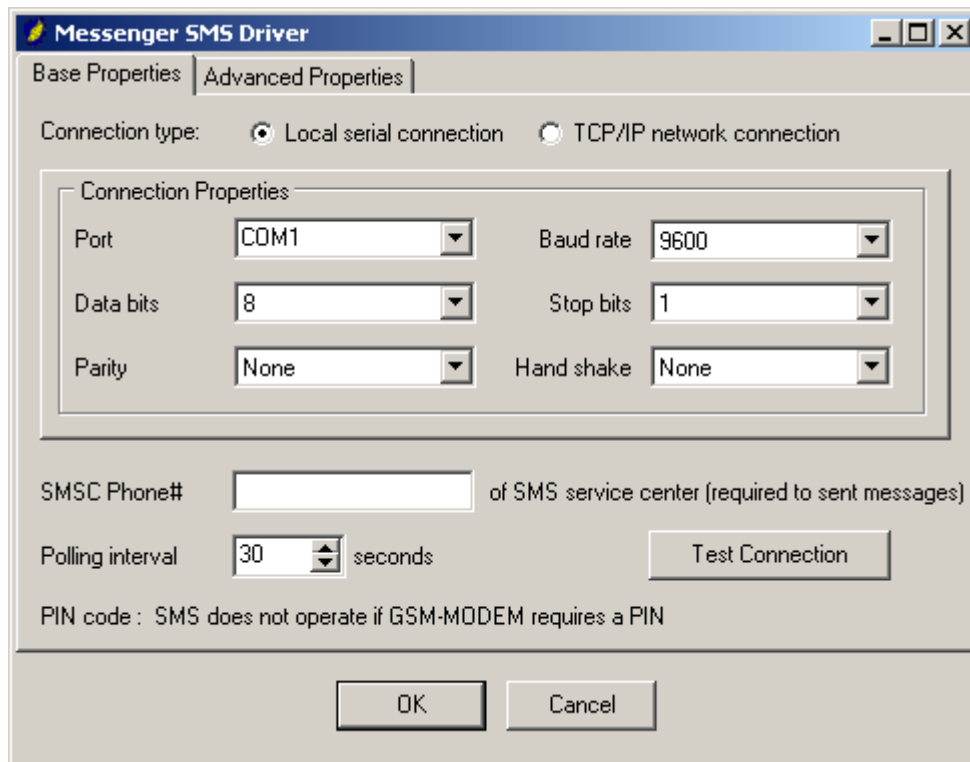 Messenger SMS Driver
Base Properties Advanced Properties
Connection type: Local serial connection TCP/IP network connection
Connection Properties
Port COM1 Baud rate 9600
Data bits 8 Stop bits 1
Parity None Hand shake None
SMSC Phone# of SMS service center (required to sent messages)
Polling interval 30 seconds Test Connection
PIN code : SMS does not operate if GSM-MODEM requires a PIN
OK Cancel